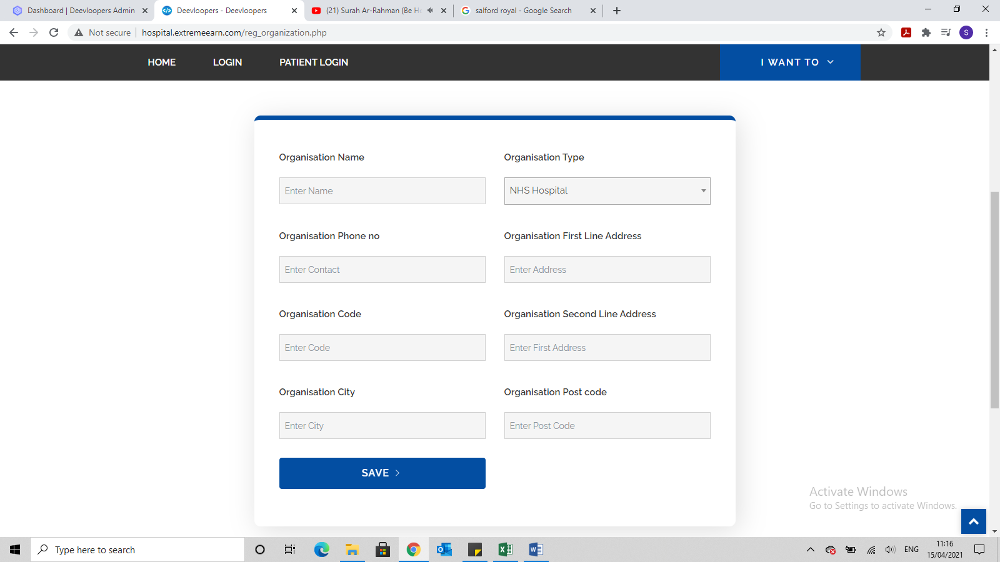 Dashboard | Deevloopers Admin
Deevloopers - Deevloopers
(21) Surah Ar-Rahman (Be He
salford royal - Google Search
Not secure
hospital.extremeearn.com/reg_organization.php
S
HOME
LOGIN
PATIENT LOGIN
I WANT TO
Organisation Name
Organisation Type
Enter Name
NHS Hospital
Organisation Phone no
Organisation First Line Address
Enter Contact
Enter Address
Organisation Code
Organisation Second Line Address
Enter Code
Enter First Address
Organisation City
Organisation Post code
Enter City
Enter Post Code
SAVE
Activate Windows
Go to Settings to activate Windows.
Type here to search
ENG
11:16
15/04/2021